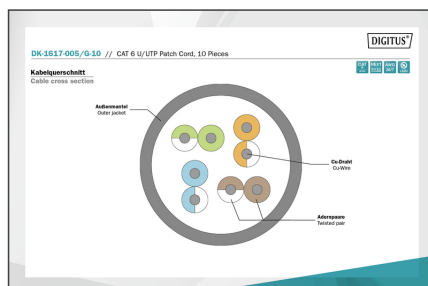 DIGITUS®
DK-1617-005/G-10 // CAT 6 U/UTP Patch Cord, 10 Pieces
Kabelquerschnitt
Cable cross section
Außenmantel
Outer jacket
Cu-Draht
Cu-Wire
Adernpaare
Twisted pair